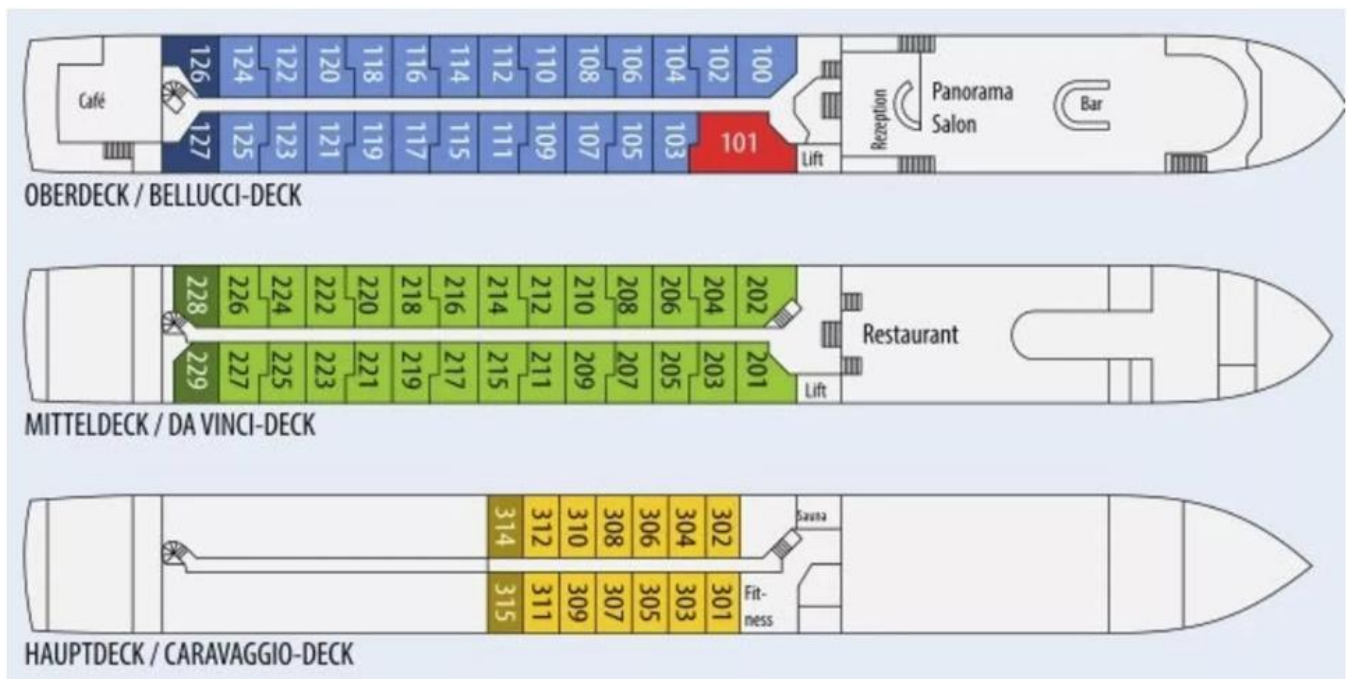 126 124 122 120 118 116 114 112 110 108 106 104 102 100
Café
Rezeption
Panorama
Salon
Bar
127 125 123 121 119 117 115 111 109 107 105 103 101
Lift
OBERDECK / BELLUCCI-DECK
228 226 224 222 220 218 216 214 212 210 208 206 204 202
Restaurant
229 227 225 223 221 219 217 215 211 209 207 205 203 201
Lift
MITTELDECK / DA VINCI-DECK
314 312 310 308 306 304 302
Sauna
315 311 309 307 305 303 301
Fit-
ness
HAUPTDECK / CARAVAGGIO-DECK